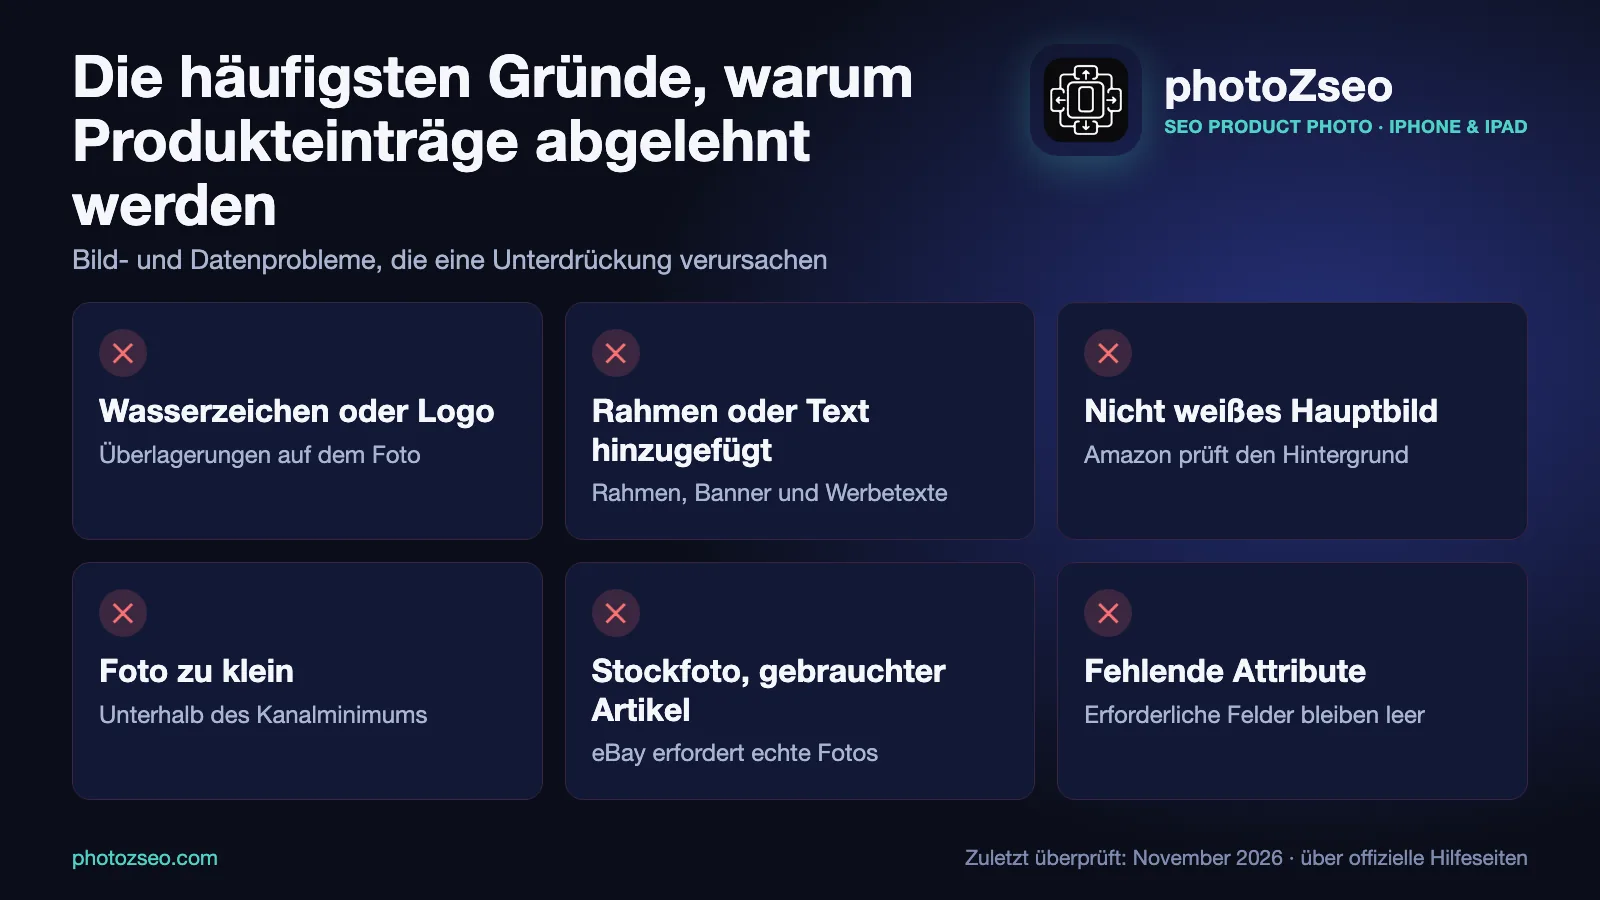 Die häufigsten Gründe, warum
Produkteinträge abgelehnt
werden
Bild- und Datenprobleme, die eine Unterdrückung verursachen
photoZseo
SEO PRODUCT PHOTO · IPHONE & IPAD
Wasserzeichen oder Logo
Überlagerungen auf dem Foto
Rahmen oder Text
hinzugefügt
Rahmen, Banner und Werbetexte
Nicht weißes Hauptbild
Amazon prüft den Hintergrund
Foto zu klein
Unterhalb des Kanalminimums
Stockfoto, gebrauchter
Artikel
eBay erfordert echte Fotos
Fehlende Attribute
Erforderliche Felder bleiben leer
photozseo.com
Zuletzt überprüft: November 2026 · über offizielle Hilfeseiten